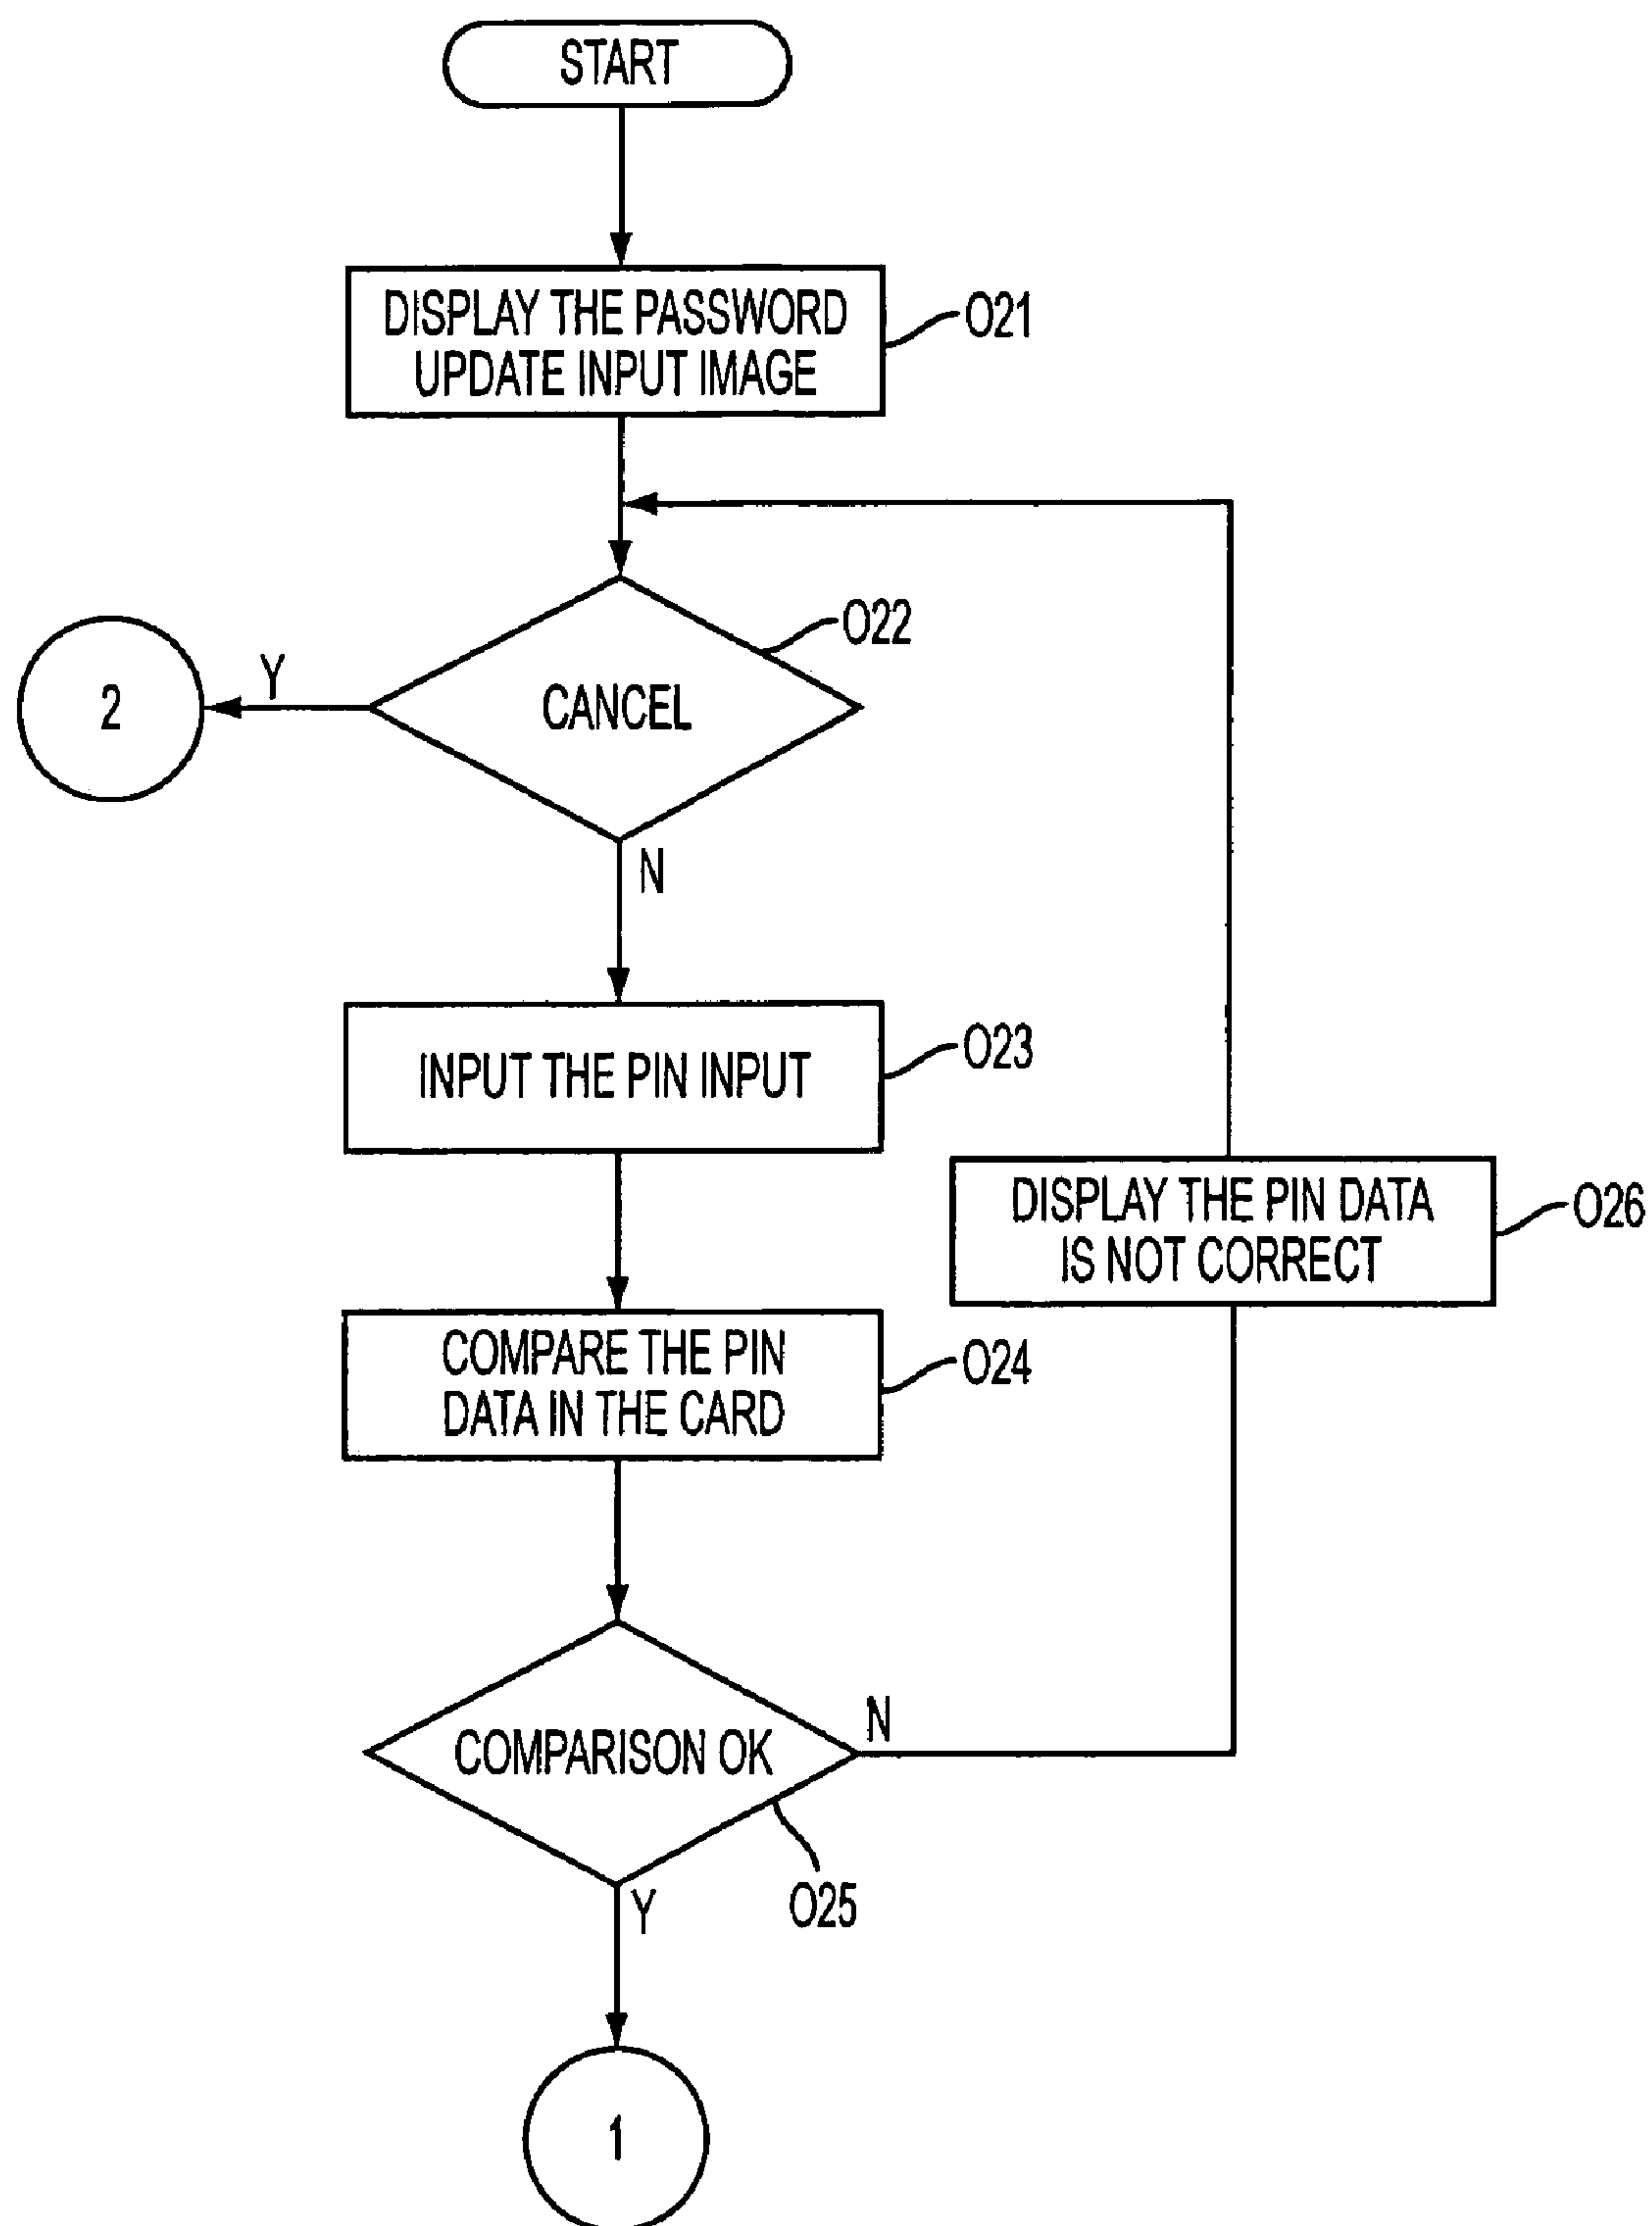 START
DISPLAY THE PASSWORD
UPDATE INPUT IMAGE
O21
O22
CANCEL
Y
2
N
INPUT THE PIN INPUT
O23
DISPLAY THE PIN DATA
IS NOT CORRECT
O26
COMPARE THE PIN
DATA IN THE CARD
O24
COMPARISON OK
N
O25
Y
1